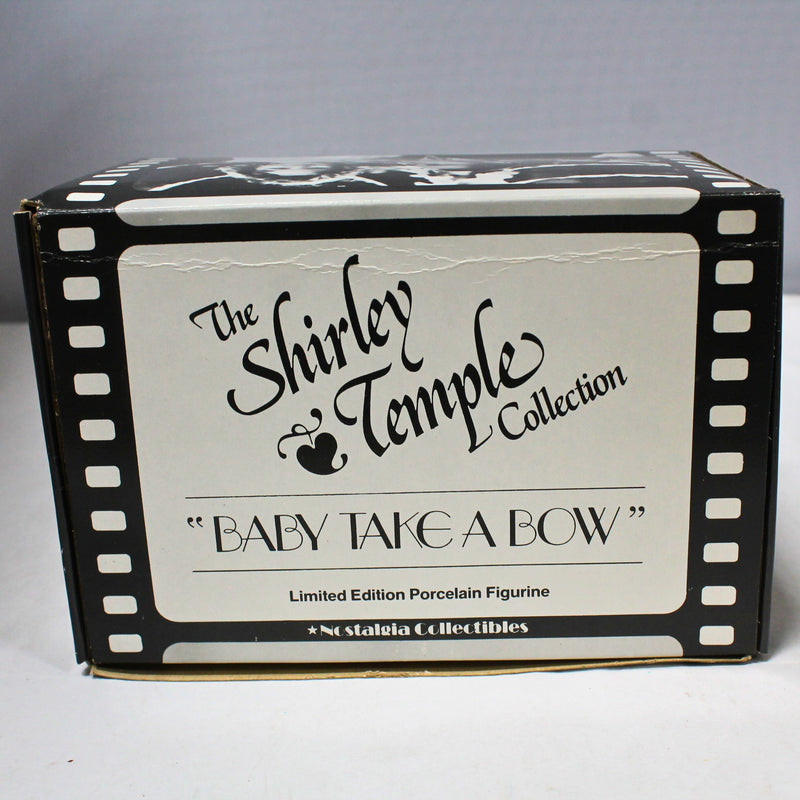 The
Shirley
Temple
Collection
“BABY TAKE A BOW”
Limited Edition Porcelain Figurine
★Nostalgia Collectibles